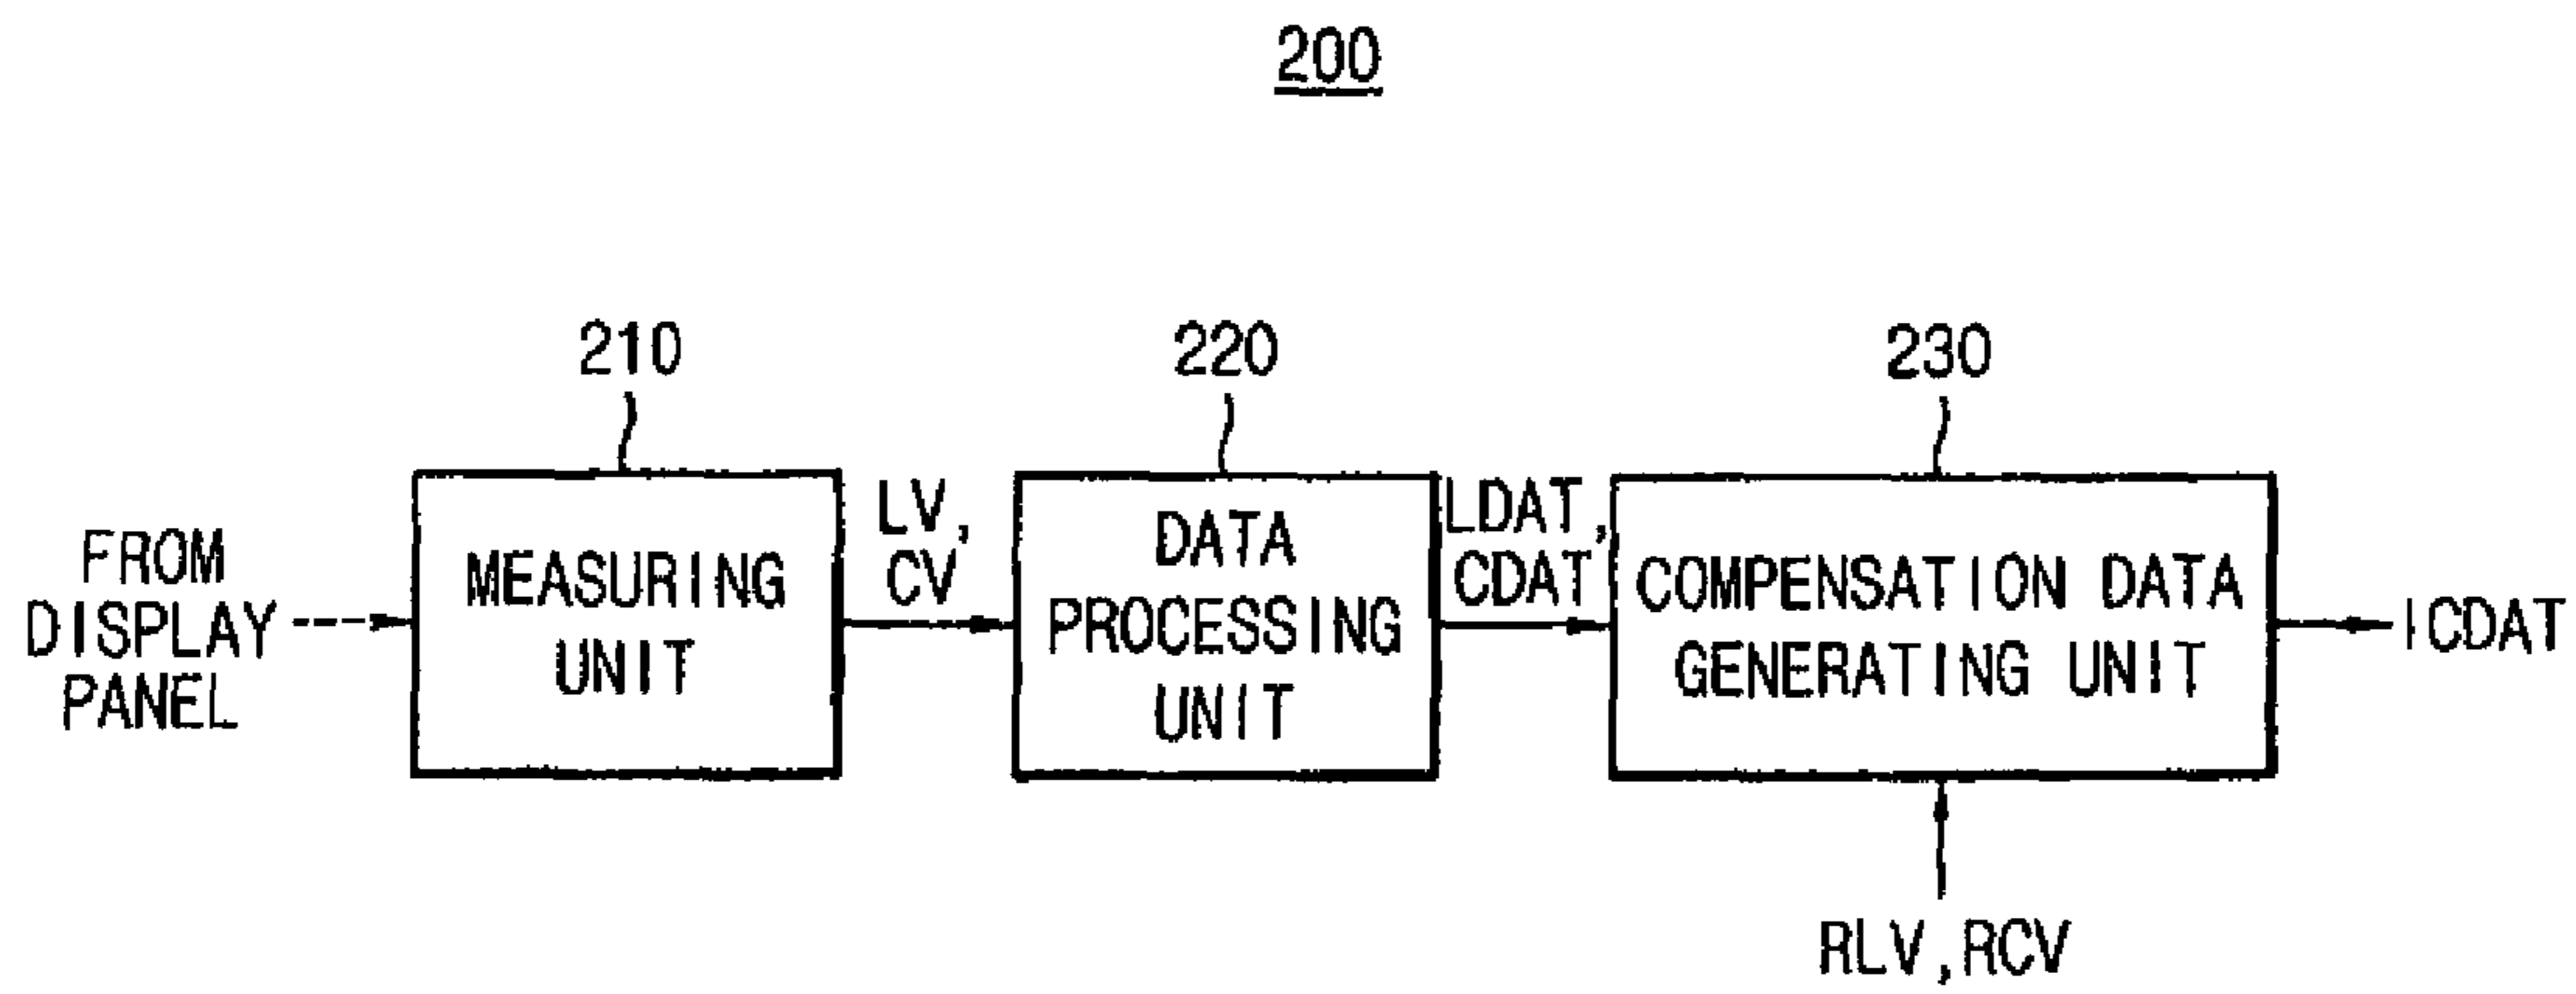 200
210
220
230
FROM
DISPLAY
PANEL
MEASURING
UNIT
LV,
CV
DATA
PROCESSING
UNIT
LDAT,
CDAT
COMPENSATION DATA
GENERATING UNIT
ICDAT
RLV,RCV